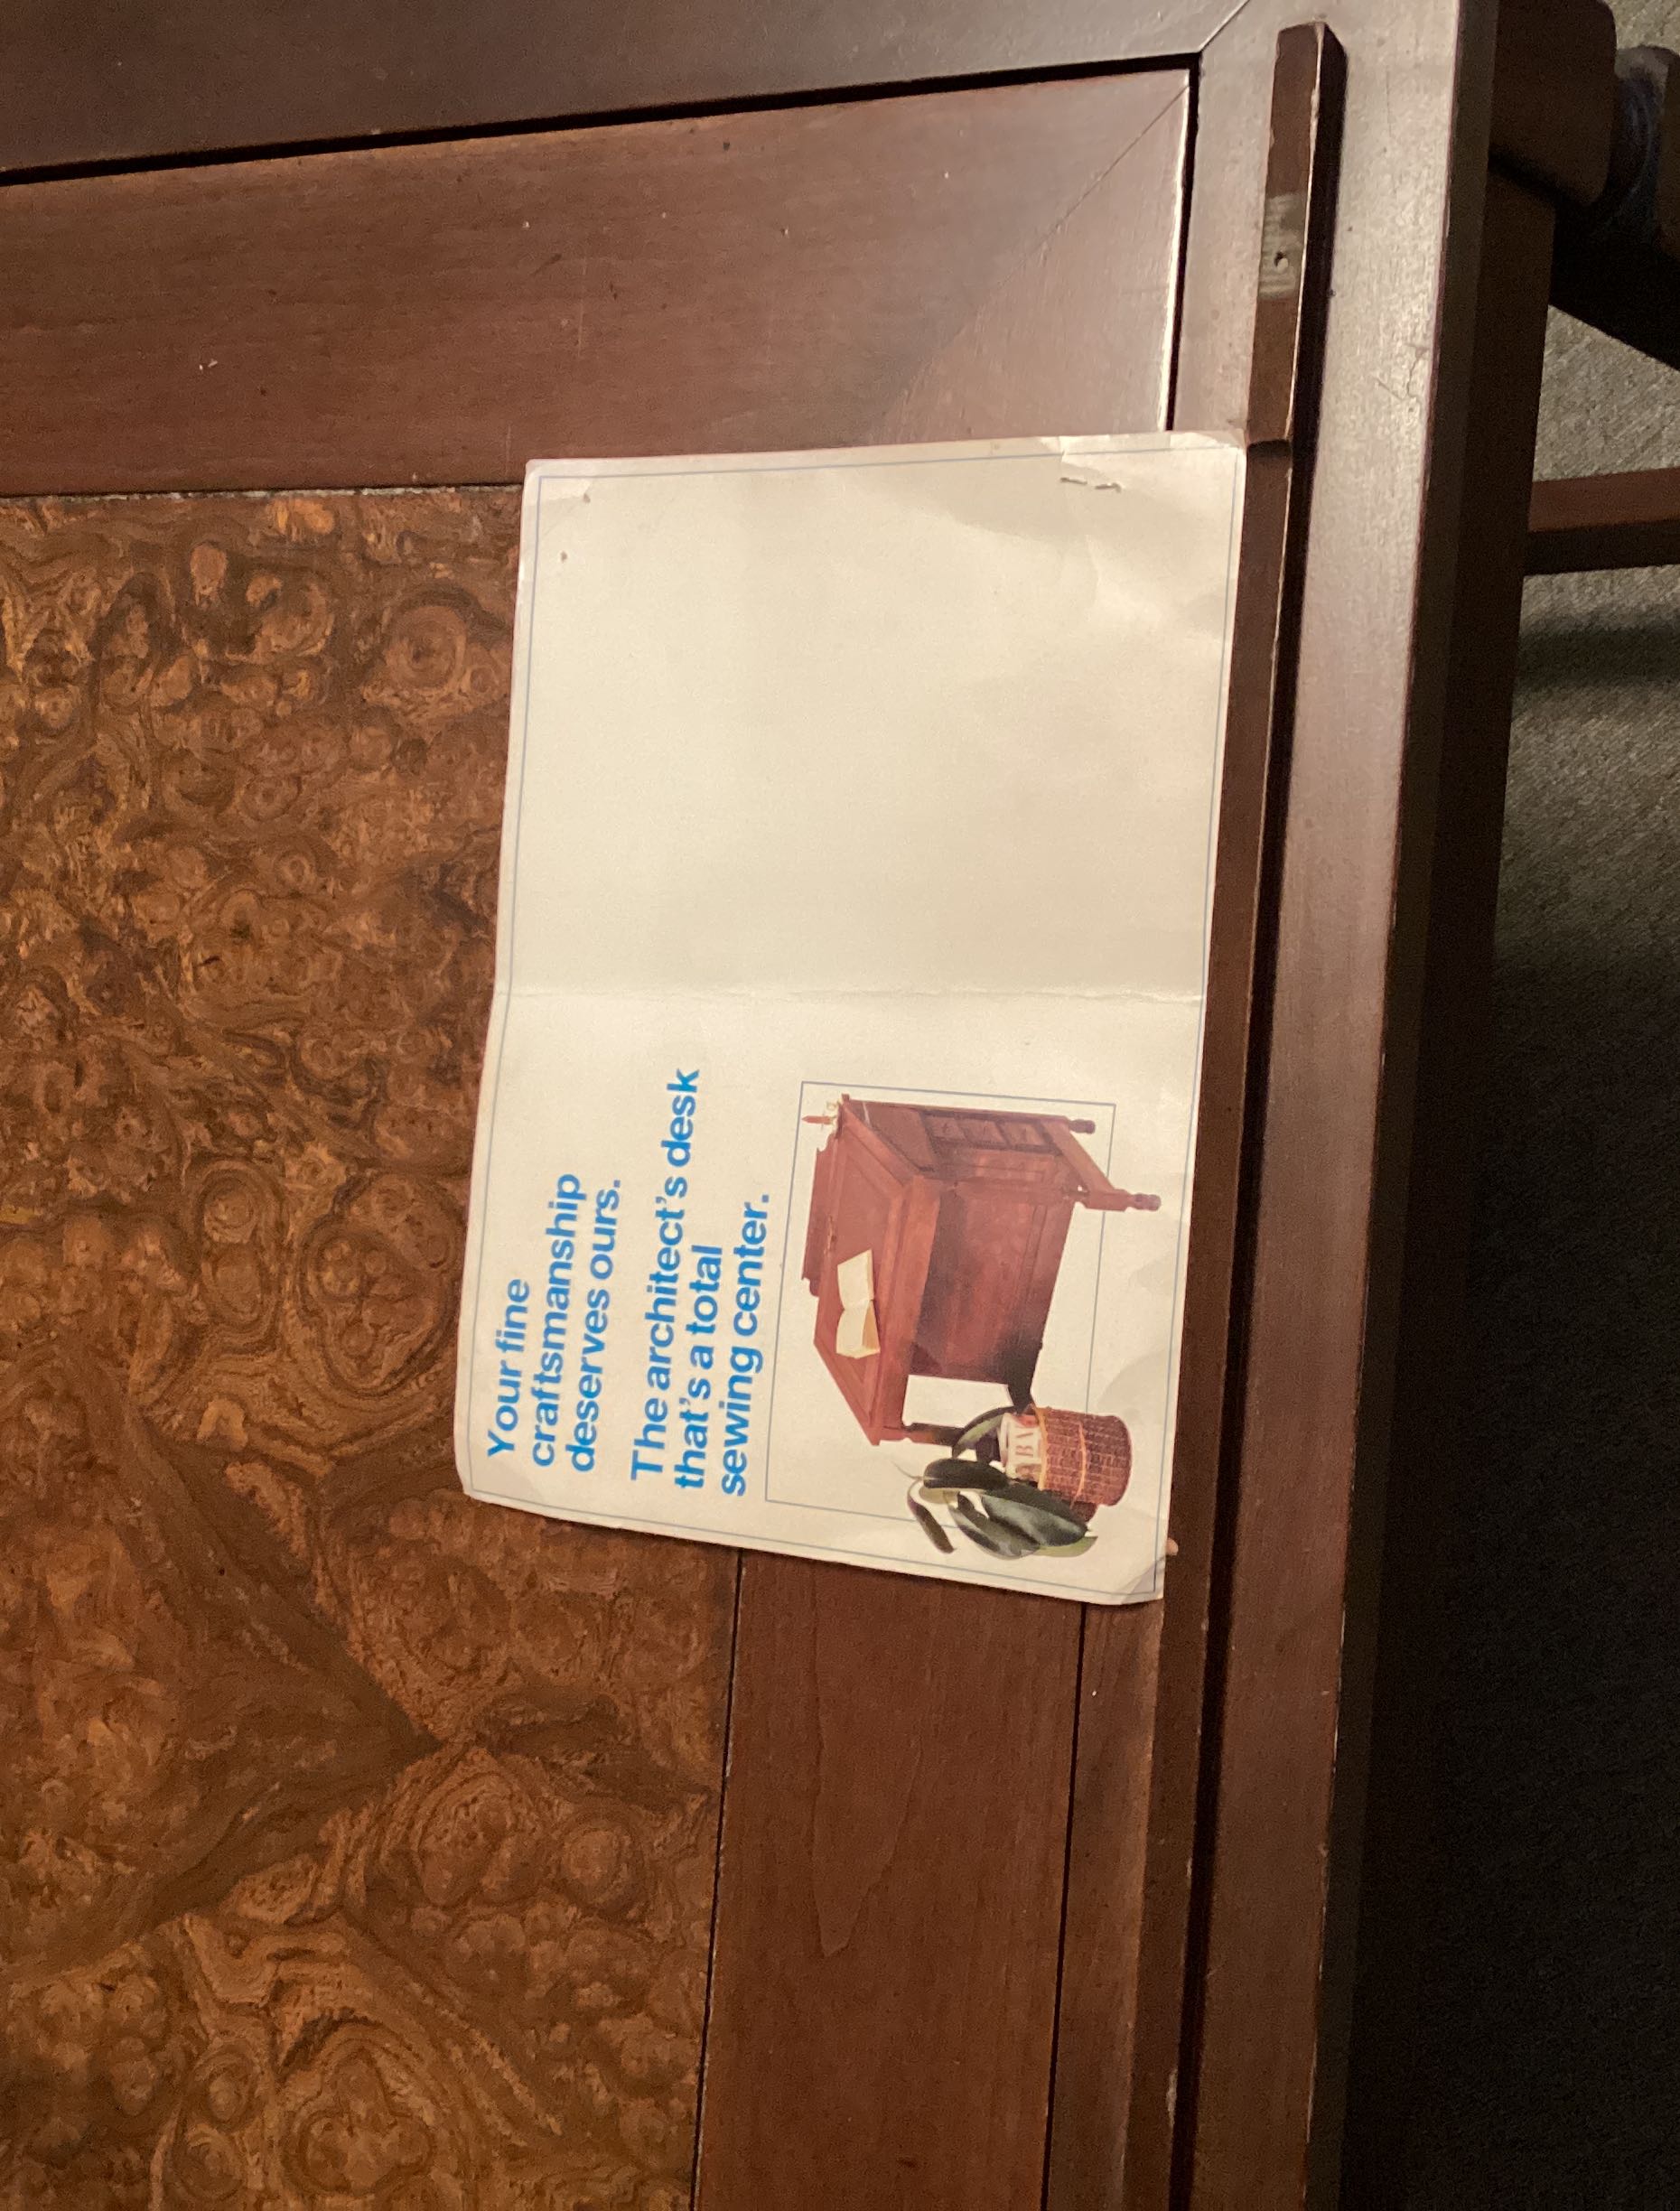 Your fine
craftsmanship
deserves ours.
The architect's desk
that's a total
sewing center.